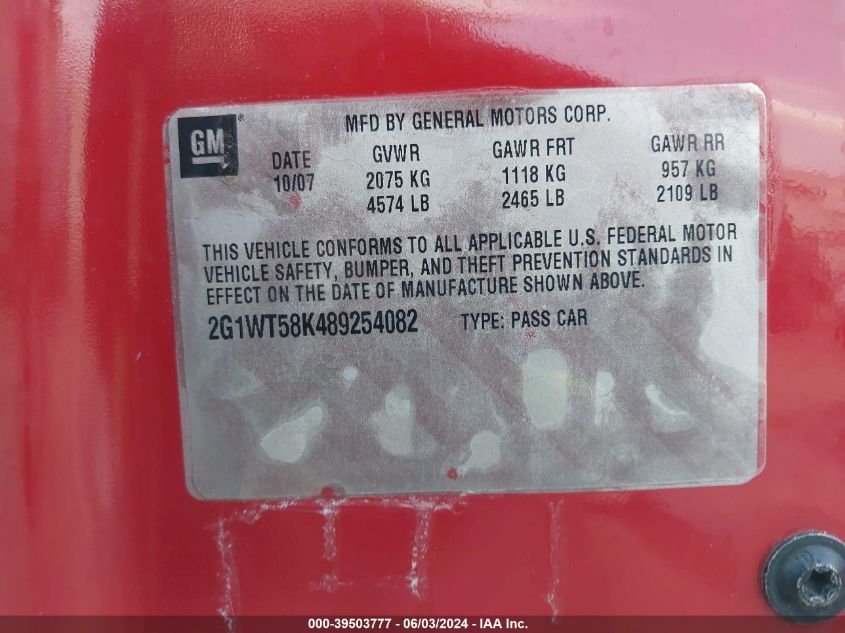 GM ® MFD BY GENERAL MOTORS CORP.
DATE GVWR GAWR FRT GAWR RR
10/07 2075 KG 1118 KG 957 KG
4574 LB 2465 LB 2109 LB
THIS VEHICLE CONFORMS TO ALL APPLICABLE U.S. FEDERAL MOTOR
VEHICLE SAFETY, BUMPER, AND THEFT PREVENTION STANDARDS IN
EFFECT ON THE DATE OF MANUFACTURE SHOWN ABOVE.
2G1WT58K489254082 TYPE: PASS CAR
000-39503777 - 06/03/2024 - IAA Inc.